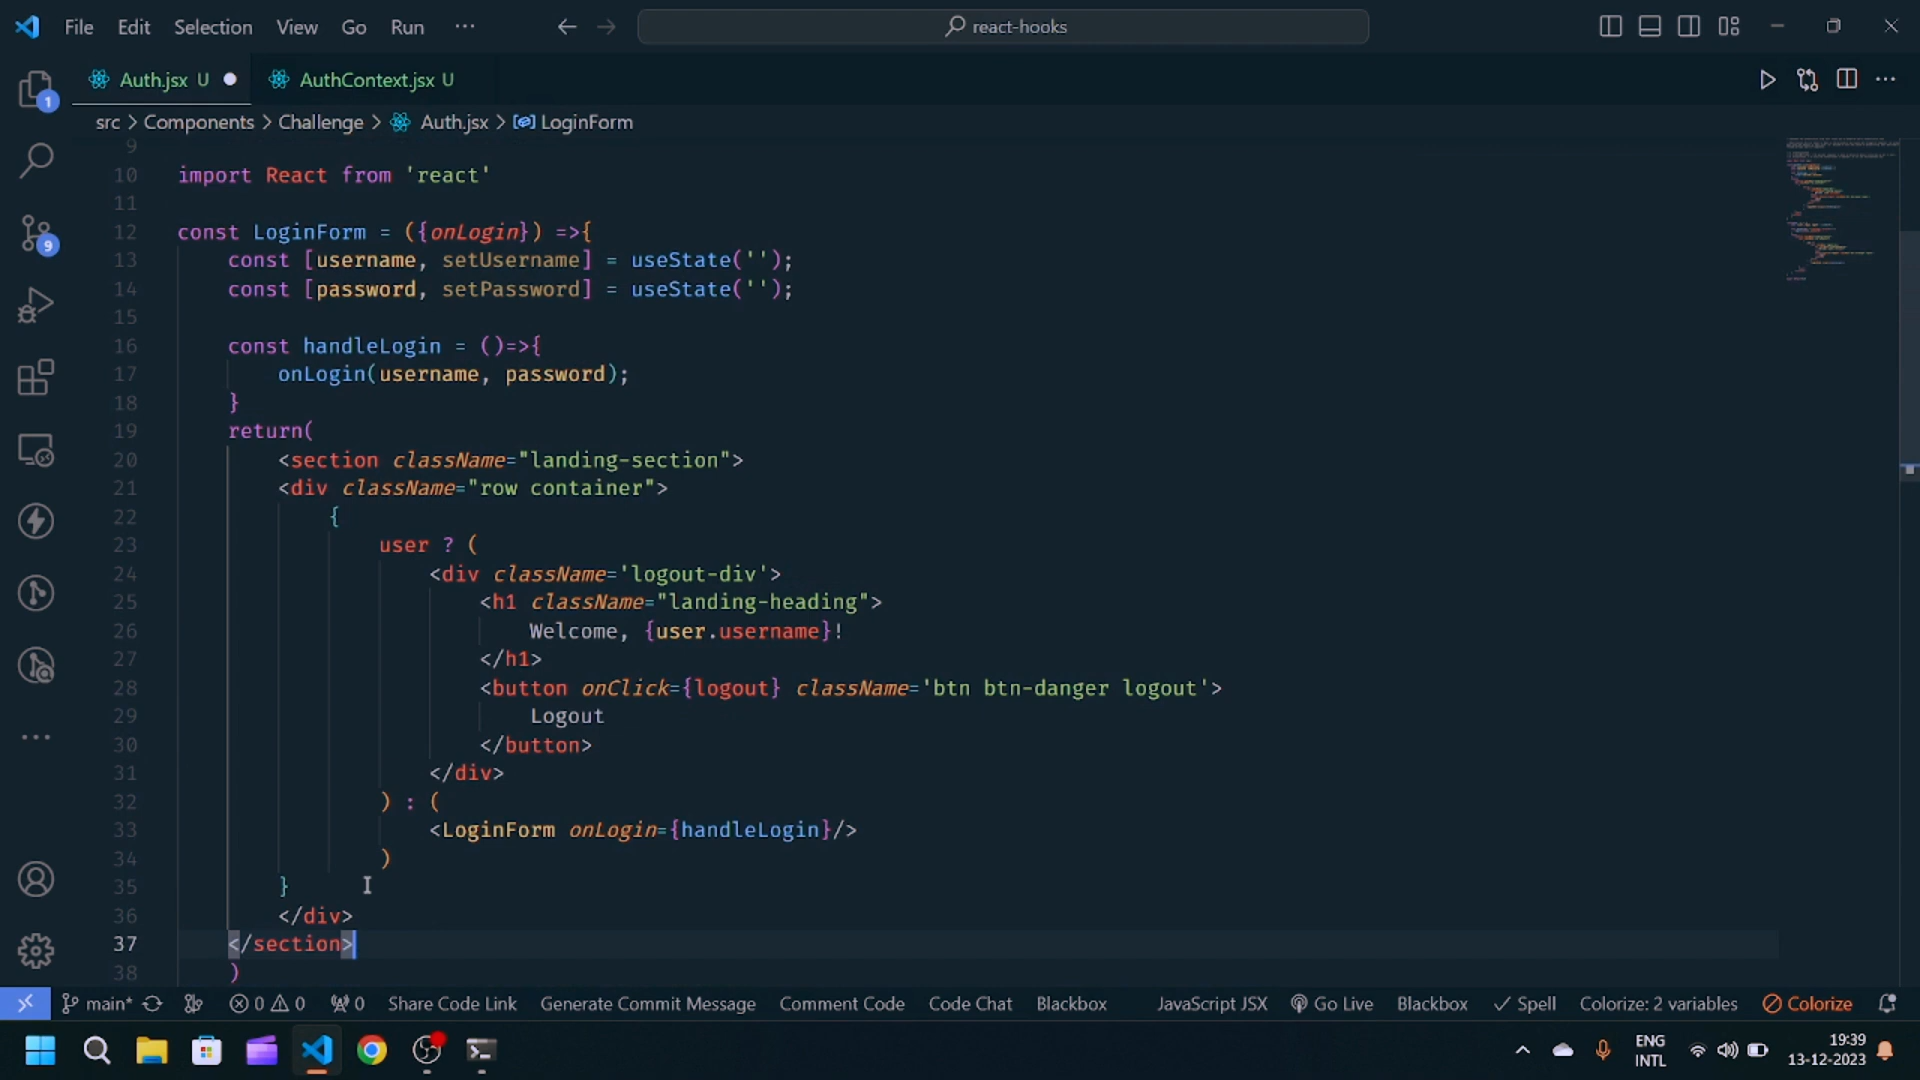 File Edit Selection View Go Run ··· react-hooks
Auth.jsx U AuthContext.jsx U
1
src > Components > Challenge > Auth.jsx > LoginForm
9
10 import React from 'react'
11
12 const LoginForm = ({onLogin}) =>{
13 const [username, setUsername] = useState('');
14 const [password, setPassword] = useState('');
15
16 const handleLogin = ()=>{
17 onLogin(username, password);
18 }
19 return(
20 <section className="landing-section">
21 <div className="row container">
22 {
23 user ? (
24 <div className='logout-div'>
25 <h1 className="landing-heading">
26 Welcome, {user.username}!
27 </h1>
28 <button onClick={logout} className='btn btn-danger logout'>
29 Logout
30 </button>
31 </div>
32 ) : (
33 <LoginForm onLogin={handleLogin}/>
34 )
35 }
36 </div>
37 </section>
38 )
9
main* 0 0 0 Share Code Link Generate Commit Message Comment Code Code Chat Blackbox JavaScript JSX Go Live Blackbox Spell Colorize: 2 variables Colorize
ENG
INTL
19:39
13-12-2023